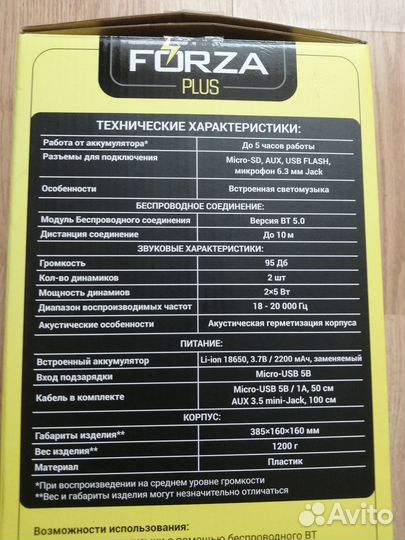 FORZA
PLUS
ТЕХНИЧЕСКИЕ ХАРАКТЕРИСТИКИ:
Работа от аккумулятора* До 5 часов работы
Разъемы для подключения Micro-SD, AUX, USB FLASH,
микрофон 6.3 мм Jack
Особенности Встроенная светомузыка
БЕСПРОВОДНОЕ СОЕДИНЕНИЕ:
Модуль Беспроводного соединения Версия BT 5.0
Дистанция соединение До 10 м
ЗВУКОВЫЕ ХАРАКТЕРИСТИКИ:
Громкость 95 Дб
Кол-во динамиков 2 шт
Мощность динамиов 2×5 Вт
Диапазон воспроизводимых частот 18 - 20 000 Гц
Акустические особенности Акустическая герметизация корпуса
ПИТАНИЕ:
Встроенный аккумулятор Li-ion 18650, 3.7В / 2200 мАч, заменяемый
Вход подзарядки Micro-USB 5В
Кабель в комплекте Micro-USB 5В / 1А, 50 см
AUX 3.5 mini-Jack, 100 см
КОРПУС:
Габариты изделия** 385×160×160 мм
Вес изделия** 1200 г
Материал Пластик
*При воспроизведении на среднем уровне громкости
**Вес и габариты изделия могут незначительно отличаться
Возможности использования:
с помощью беспроводного BT
Avito